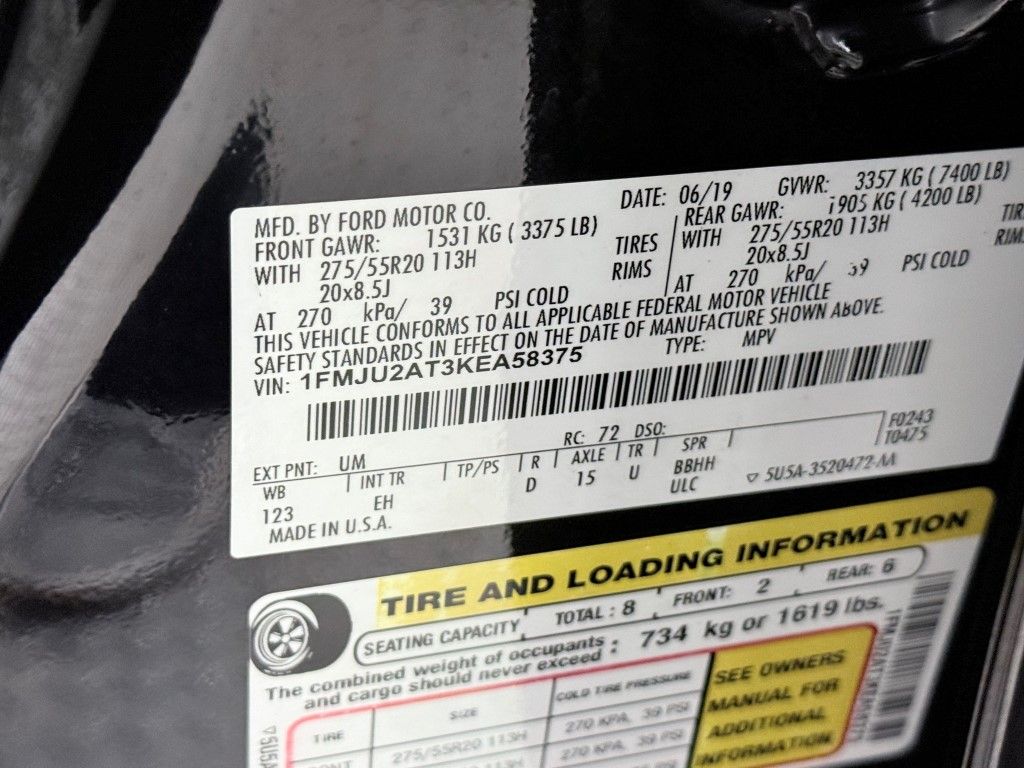 MFD. BY FORD MOTOR CO. DATE: 06/19 GVWR: 3357 KG ( 7400 LB)
FRONT GAWR: 1531 KG ( 3375 LB) REAR GAWR: 1905 KG ( 4200 LB)
WITH 275/55R20 113H TIRES WITH 275/55R20 113H
20x8.5J RIMS 20x8.5J
AT 270 kPa/ 39 PSI COLD AT 270 kPa/ 39 PSI COLD
THIS VEHICLE CONFORMS TO ALL APPLICABLE FEDERAL MOTOR VEHICLE
SAFETY STANDARDS IN EFFECT ON THE DATE OF MANUFACTURE SHOWN ABOVE.
VIN: 1FMJU2AT3KEA58375 TYPE: MPV
F0243
T0475
EXT PNT: UM RC: 72 DSO:
WB INT TR TP/PS R AXLE TR SPR
123 EH D 15 U BBHH
ULC ▽ 5U5A-3520472-AA
MADE IN U.S.A.
TIRE AND LOADING INFORMATION
SEATING CAPACITY TOTAL : 8 FRONT: 2 REAR: 6
The combined weight of occupants
and cargo should never exceed : 734 kg or 1619 lbs.
TIRE SIZE COLD TIRE PRESSURE
275/55R20 113H 270 KPA, 39 PSI
SEE OWNERS
MANUAL FOR
ADDITIONAL
INFORMATION